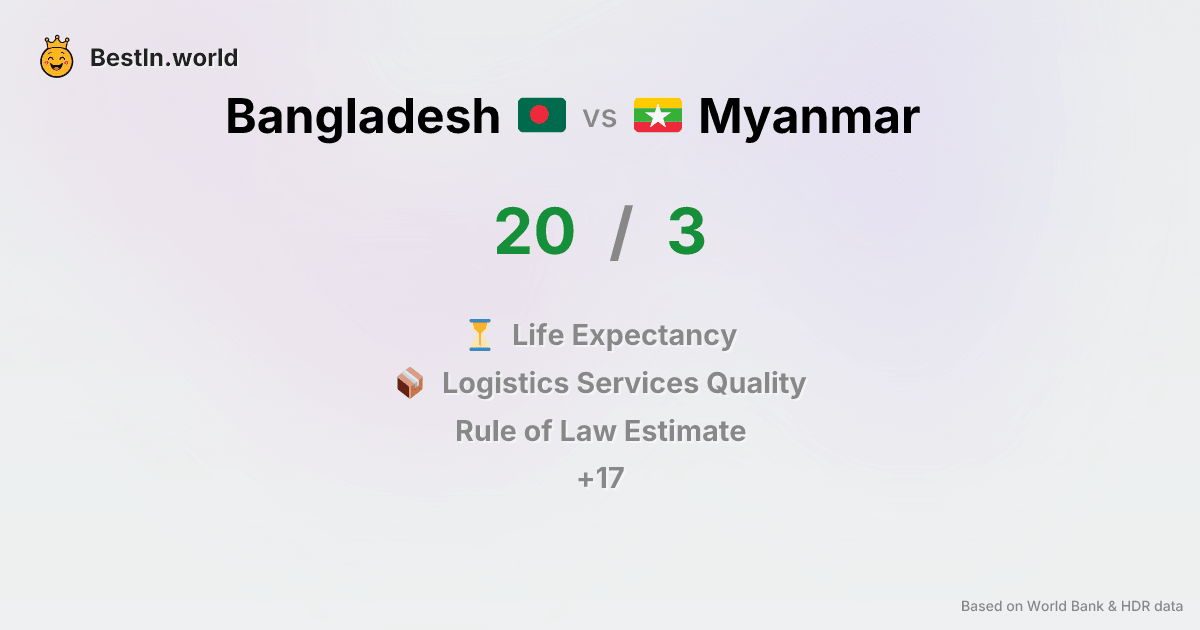 BestIn.world
Bangladesh vs Myanmar
20 / 3
Life Expectancy
Logistics Services Quality
Rule of Law Estimate
+17
Based on World Bank & HDR data